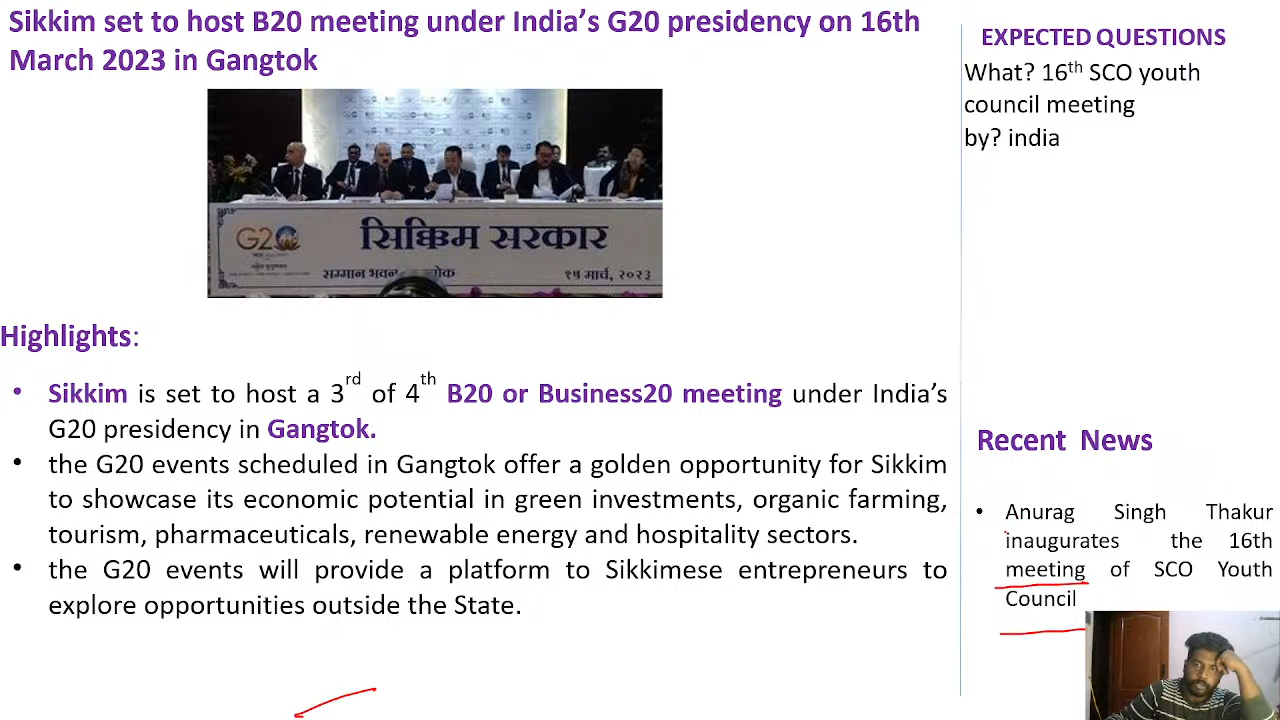 Sikkim set to host B20 meeting under India’s G20 presidency on 16th
March 2023 in Gangtok
G20
सिक्किम सरकार
सम्मान भवन
१५ मार्च, २०२३
Highlights:
• Sikkim is set to host a 3rd of 4th B20 or Business20 meeting under India’s
G20 presidency in Gangtok.
• the G20 events scheduled in Gangtok offer a golden opportunity for Sikkim
to showcase its economic potential in green investments, organic farming,
tourism, pharmaceuticals, renewable energy and hospitality sectors.
• the G20 events will provide a platform to Sikkimese entrepreneurs to
explore opportunities outside the State.
EXPECTED QUESTIONS
What? 16th SCO youth
council meeting
by? india
Recent News
• Anurag Singh Thakur
inaugurates the 16th
meeting of SCO Youth
Council